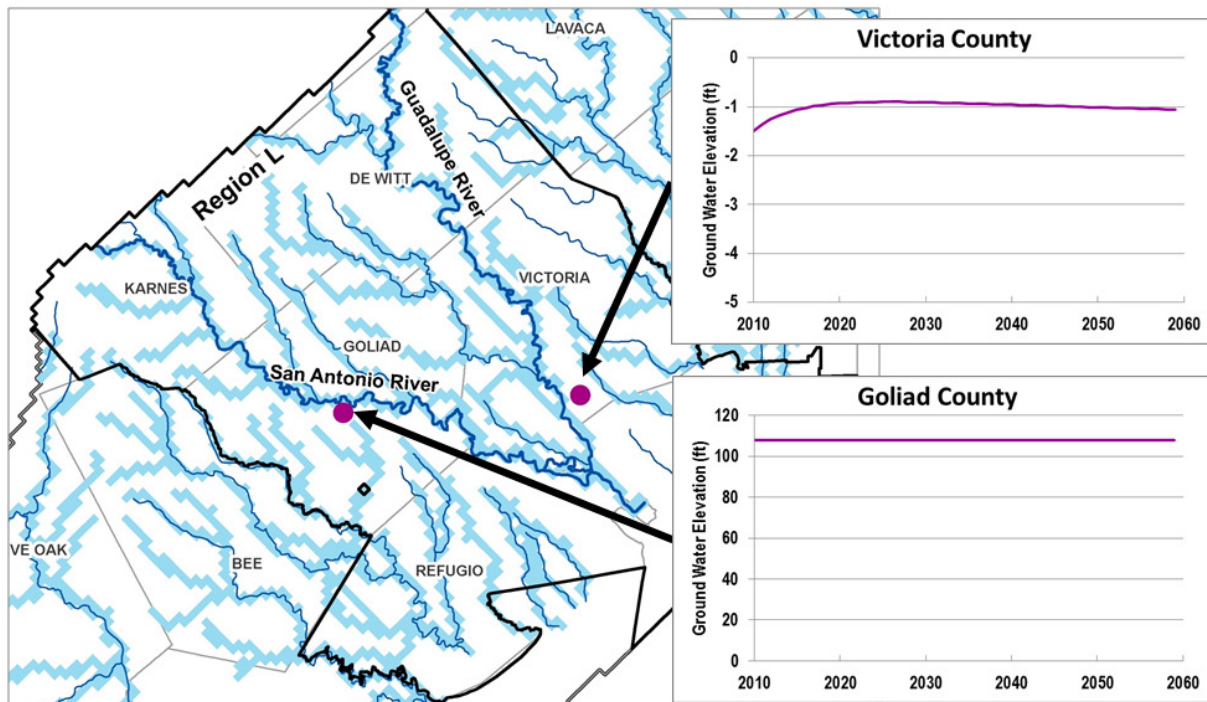 LAVACA
Guadalupe River
Region L
DE WITT
KARNES
VICTORIA
GOLIAD
San Antonio River
VE OAK
BEE
REFUGIO
Victoria County
Ground Water Elevation (ft)
0
-1
-2
-3
-4
-5
2010 2020 2030 2040 2050 2060
Goliad County
Ground Water Elevation (ft)
120
100
80
60
40
20
0
2010 2020 2030 2040 2050 2060